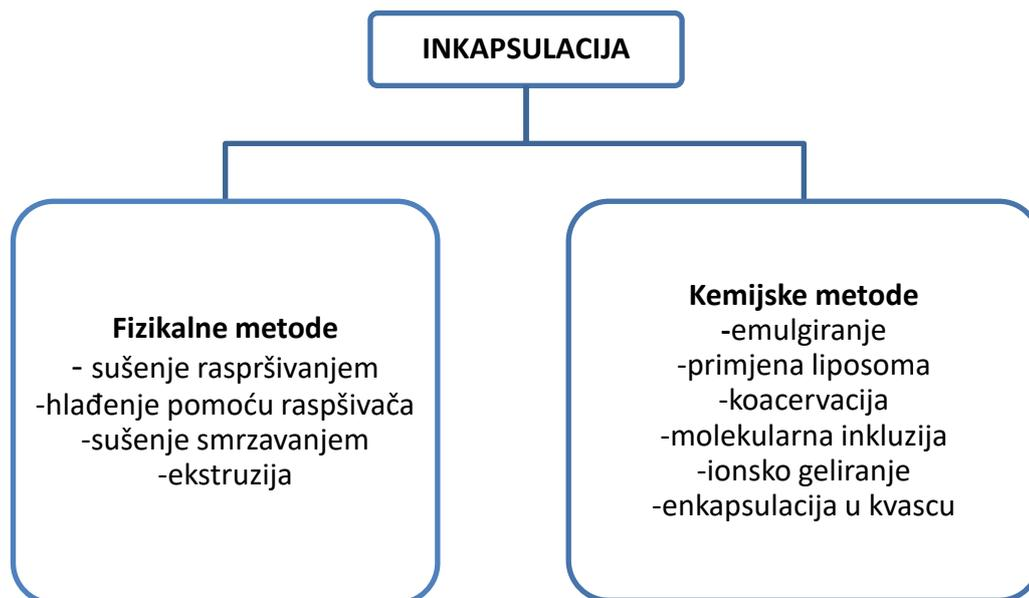 INKAPSULACIJA
Fizikalne metode
- sušenje raspršivanjem
-hlađenje pomoću raspšivača
-sušenje smrzavanjem
-ekstruzija
Kemijske metode
-emulgiranje
-primjena liposoma
-koacervacija
-molekularna inkluzija
-ionsko geliranje
-enkapsulacija u kvascu